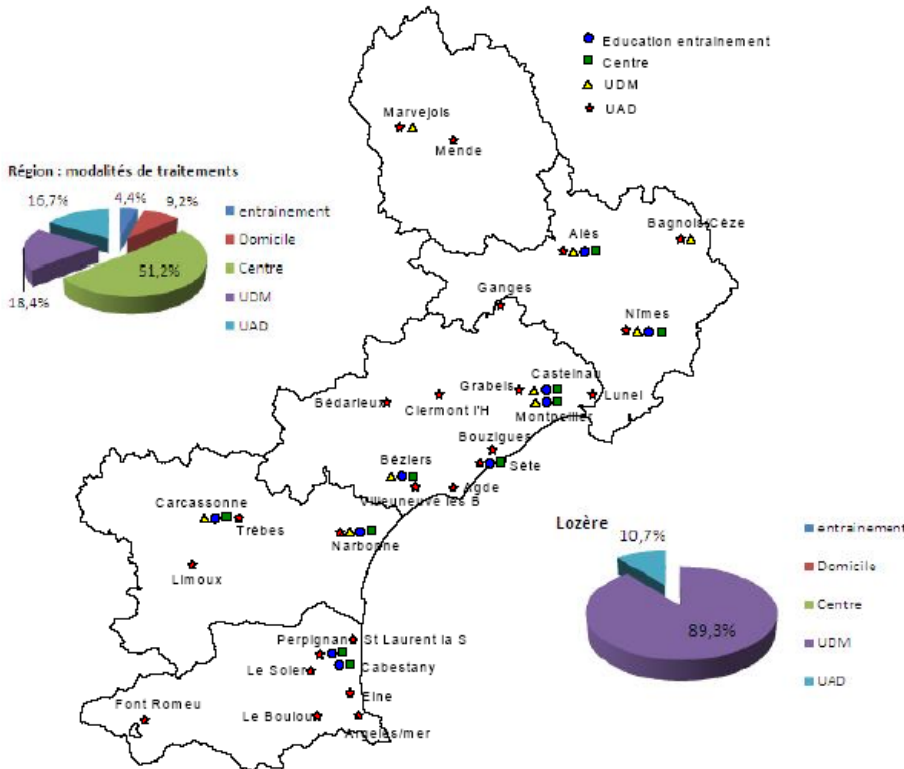 Education entraînement
Centre
UDM
UAD
Marvejols
Mende
Région : modalités de traitements
16,7%
4,4%
9,2%
51,2%
18,4%
entrainement
Domicile
Centre
UDM
UAD
Alès
Bagnols/Cèze
Ganges
Nîmes
Castelnau
Grabels
Lunel
Bédarieux
Clermont l'H
Montpellier
Bouzigues
Sète
Béziers
Agde
Villeuneuve les B
Carcassonne
Trèbes
Narbonne
Limoux
Lozère
10,7%
89,3%
entrainement
Domicile
Centre
UDM
UAD
Perpignan
St Laurent la S
Cabestany
Le Soler
Elne
Font Romeu
Le Boulou
Argeles/mer